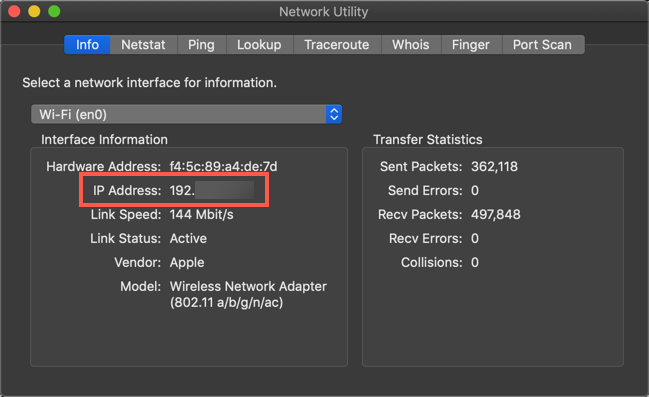 Network Utility
Info Netstat Ping Lookup Traceroute Whois Finger Port Scan
Select a network interface for information.
Wi-Fi (en0)
Interface Information
Hardware Address: f4:5c:89:a4:de:7d
IP Address: 192.
Link Speed: 144 Mbit/s
Link Status: Active
Vendor: Apple
Model: Wireless Network Adapter
(802.11 a/b/g/n/ac)
Transfer Statistics
Sent Packets: 362,118
Send Errors: 0
Recv Packets: 497,848
Recv Errors: 0
Collisions: 0